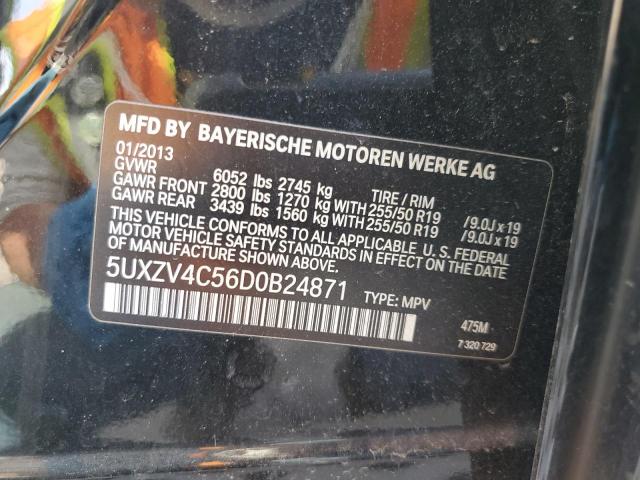 MFD BY BAYERISCHE MOTOREN WERKE AG
01/2013
GVWR 6052 lbs 2745 kg TIRE / RIM
GAWR FRONT 2800 lbs 1270 kg WITH 255/50 R19 /9.0J x 19
GAWR REAR 3439 lbs 1560 kg WITH 255/50 R19 /9.0J x 19
THIS VEHICLE CONFORMS TO ALL APPLICABLE U. S. FEDERAL
MOTOR VEHICLE SAFETY STANDARDS IN EFFECT ON THE DATE
OF MANUFACTURE SHOWN ABOVE.
5UXZV4C56D0B24871 TYPE: MPV
475M
7 320 729